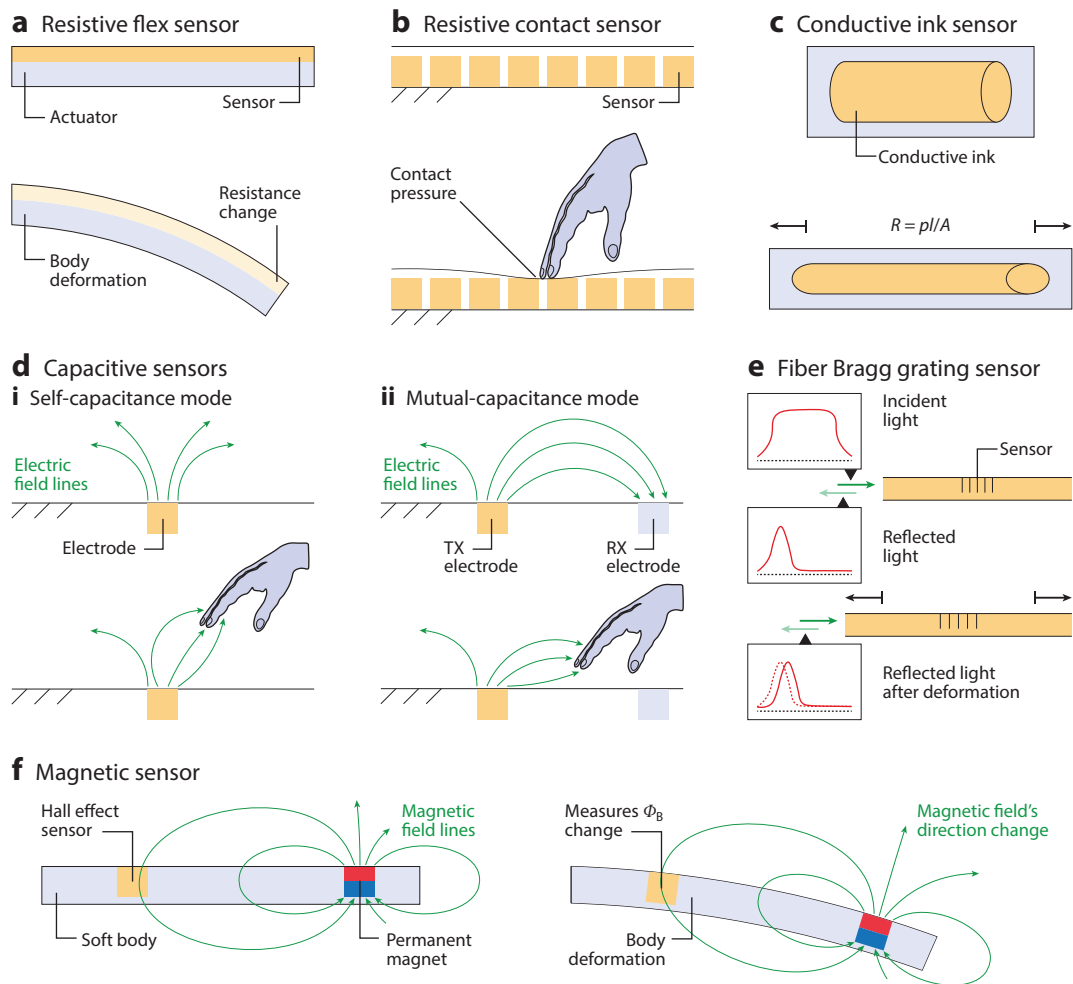 a Resistive flex sensor
Sensor
Actuator
Resistance
change
Body
deformation
b Resistive contact sensor
Sensor
Contact
pressure
c Conductive ink sensor
Conductive ink
R = pl/A
d Capacitive sensors
i Self-capacitance mode
Electric
field lines
Electrode
ii Mutual-capacitance mode
Electric
field lines
TX
electrode
RX
electrode
e Fiber Bragg grating sensor
Incident
light
Sensor
Reflected
light
Reflected light
after deformation
f Magnetic sensor
Hall effect
sensor
Magnetic
field lines
Soft body
Permanent
magnet
Measures Φ_B
change
Magnetic field's
direction change
Body
deformation